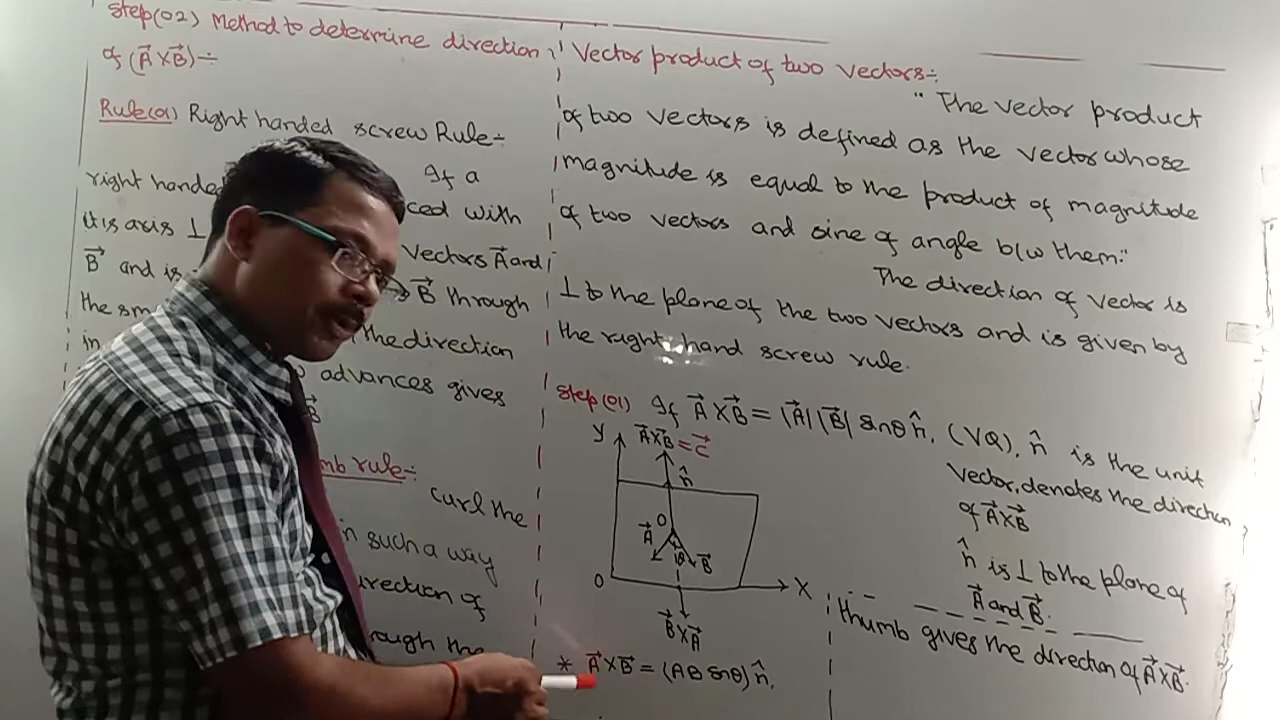 Step(02) Method to determine direction
of (A⃗ X B⃗) ÷
Rule(a) Right handed screw Rule ÷
If a
right handed ced with
it is axis ⊥ Vectors A⃗ and
B⃗ and is B⃗ through
the sm the direction
in advances gives
B⃗
mb rule ÷
Curl the
in such a way
rection of
rough the
Vector product of two vectors ÷
" The vector product
of two vectors is defined as the vector whose
magnitude is equal to the product of magnitude
of two vectors and sine of angle b/w them."
The direction of vector is
⊥ to the plane of the two vectors and is given by
the right hand screw rule.
Step(01) If A⃗ X B⃗ = |A⃗| |B⃗| sinθ n̂. (VQ). n̂ is the unit
vector, denotes the direction
of A⃗ X B⃗
n̂ is ⊥ to the plane of
A⃗ and B⃗.
Y A⃗ X B⃗ = C⃗
n̂
O
A⃗ θ B⃗
O X
B⃗ X A⃗
* A⃗ X B⃗ = (AB sinθ) n̂.
thumb gives the direction of A⃗ X B⃗.